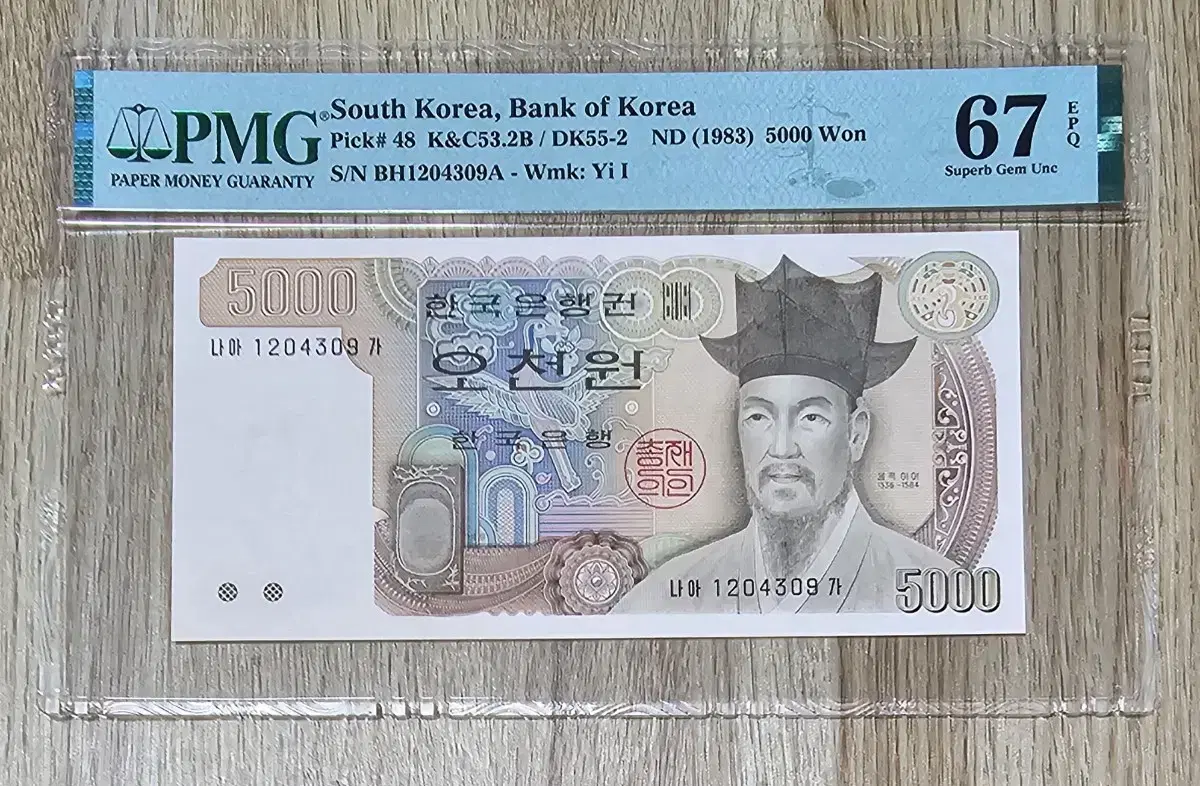 PMG®
PAPER MONEY GUARANTY
South Korea, Bank of Korea
Pick# 48 K&C53.2B / DK55-2 ND (1983) 5000 Won
S/N BH1204309A - Wmk: Yi I
67
EPQ
Superb Gem Unc
5000
한국은행권
나아 1204309 가
오천원
한국은행
총재의인
율곡 이이
1536-1584
나아 1204309 가
5000